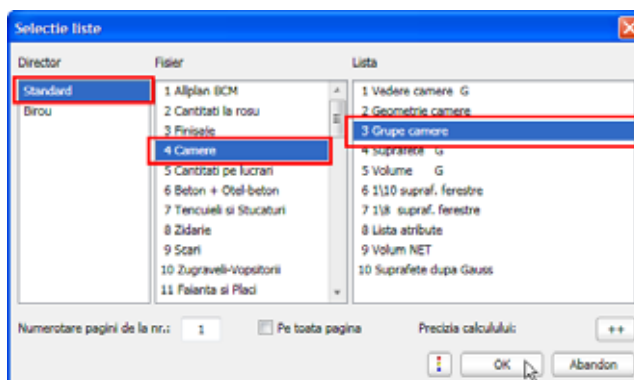 Selectie liste
Director
Fisier
Lista
Standard
Birou
1 Allplan BCM
2 Cantitati la rosu
3 Finisaje
4 Camere
5 Cantitati pe lucrari
6 Beton + Otel-beton
7 Tencuieli si Stucaturi
8 Zidarie
9 Scari
10 Zugraveli-Vopsitorii
11 Faianta si Placi
1 Vedere camere G
2 Geometrie camere
3 Grupe camere
4 Suprafete G
5 Volume G
6 1\10 supraf. ferestre
7 1\8 supraf. ferestre
8 Lista atribute
9 Volum NET
10 Suprafete dupa Gauss
Numerotare pagini de la nr.: 1
Pe toata pagina
Precizia calculului: ++
OK
Abandon